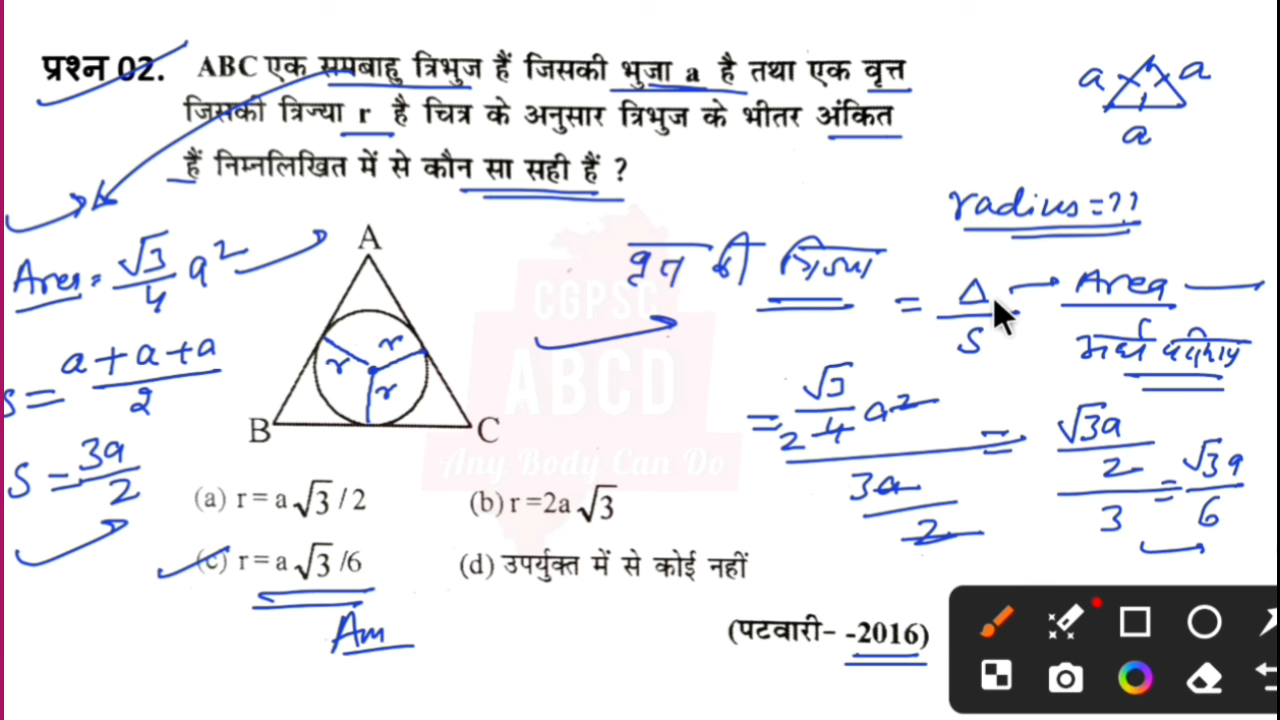 प्रश्न 02. ABC एक समबाहु त्रिभुज हैं जिसकी भुजा a है तथा एक वृत्त
जिसकी त्रिज्या r है चित्र के अनुसार त्रिभुज के भीतर अंकित
हैं निम्नलिखित में से कौन सा सही हैं ?
a a
a
radius = ??
Area = √3/4 a²
S = a+a+a/2
S = 3a/2
A
r r
r
B C
वृत की त्रिज्या = Δ/S → Area
अर्ध
= √3/4 a² / 3a/2 = √3a/2 / 3 = √3a/6
CGPSC
ABCD
Any Body Can Do
(a) r = a√3/2 (b) r =2a√3
(c) r = a√3/6 (d) उपर्युक्त में से कोई नहीं
Am
(पटवारी- -2016)